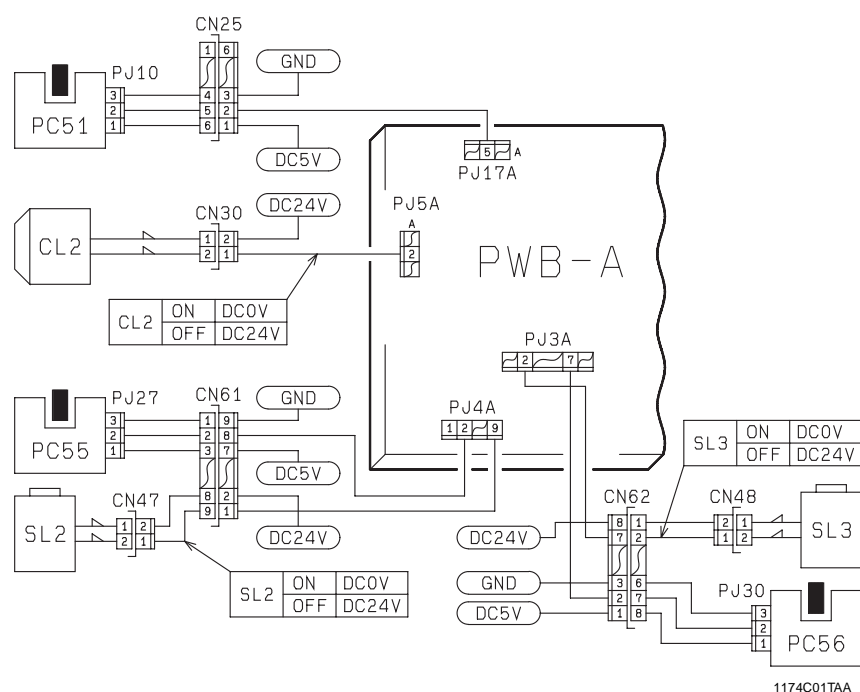 CN25
1 6
GND
PJ10
3 4 3
2 5 2
1 6 1
PC51
DC5V
5 A
PJ17A
DC24V
CN30
PJ5A
A
2
CL2
1 2
2 1
PWB-A
CL2 ON DC0V
OFF DC24V
PJ3A
2 7
PJ27
CN61
GND
PJ4A
3 1 9
2 2 8
1 3 7
1 2 9
PC55
DC5V
SL3 ON DC0V
OFF DC24V
CN47
8 2
9 1
SL2
1 2
2 1
DC24V
CN62
CN48
DC24V
8 1
7 2
2 1
1 2
SL3
SL2 ON DC0V
OFF DC24V
GND
DC5V
3 6
2 7
1 8
PJ30
3
2
1
PC56
1174C01TAA